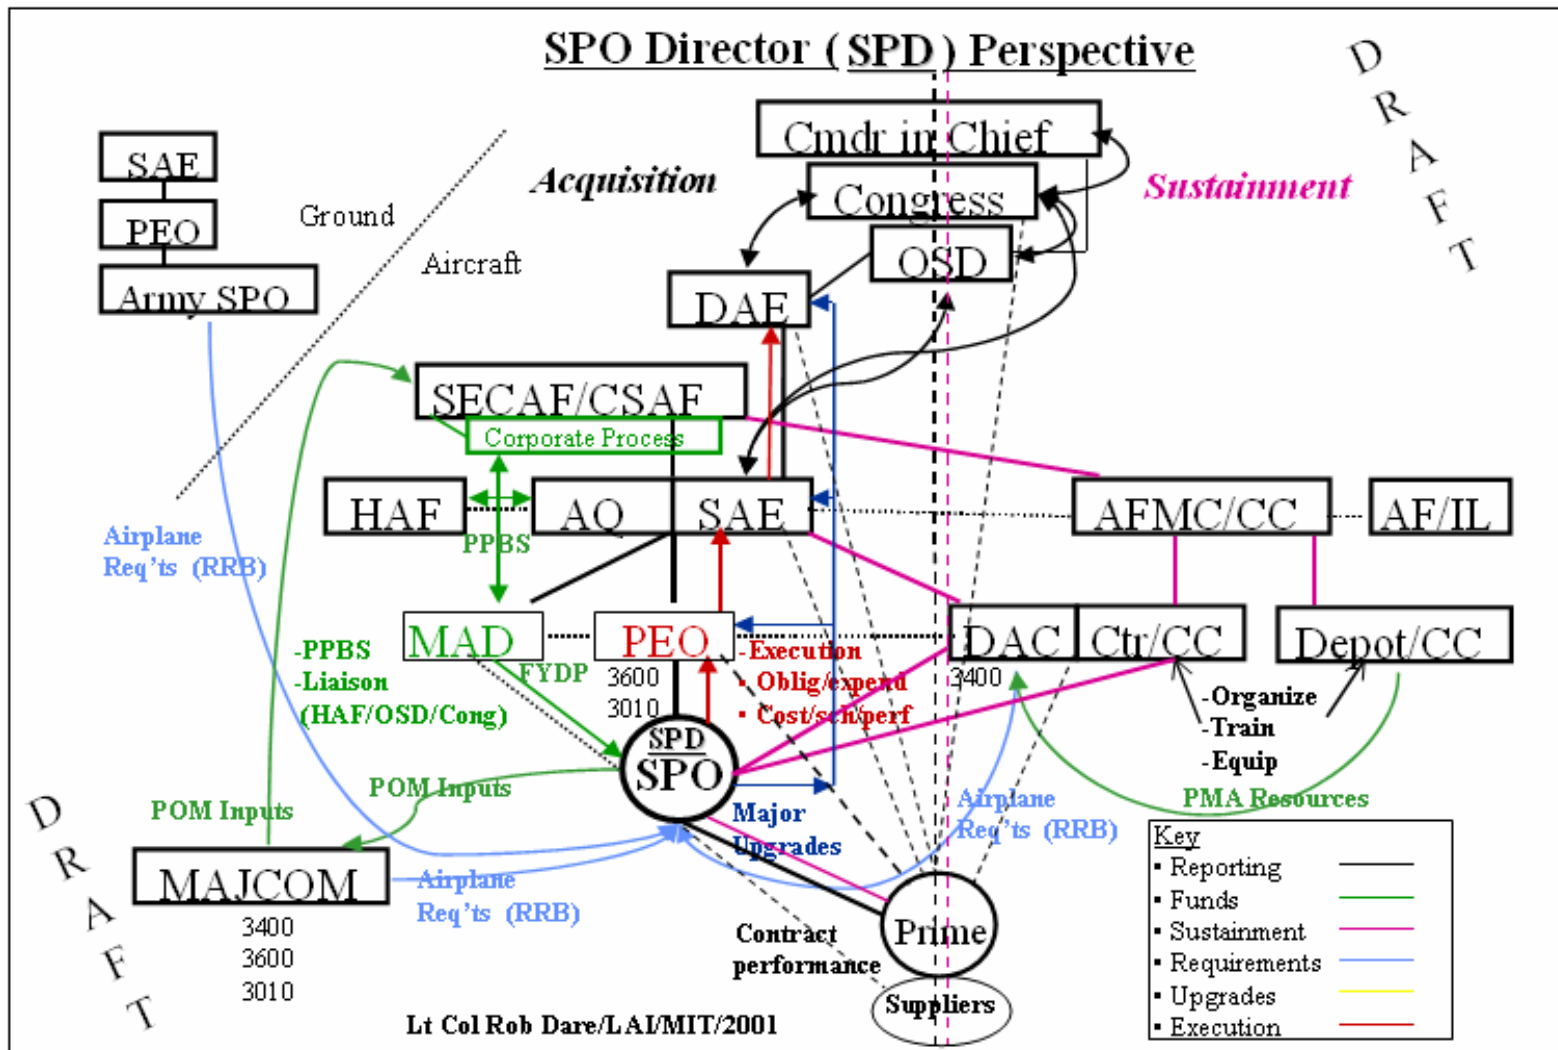 SPO Director ( SPD ) Perspective
DRAFT
Cmdr in Chief
SAE
Acquisition
Congress
Sustainment
PEO
Ground
Army SPO
Aircraft
OSD
DAE
SECAF/CSAF
Corporate Process
HAF
AQ
SAE
AFMC/CC
AF/IL
Airplane
Req'ts (RRB)
PPBS
MAD
PEO
DAC
Ctr/CC
Depot/CC
-PPBS
-Liaison
(HAF/OSD/Cong)
FYDP
3600
3010
-Execution
▪ Oblig/expend
▪ Cost/sch/perf
3400
-Organize
-Train
-Equip
SPD
SPO
POM Inputs
POM Inputs
Major
Upgrades
Airplane
Req'ts (RRB)
PMA Resources
DRAFT
MAJCOM
3400
3600
3010
Airplane
Req'ts (RRB)
Contract
performance
Prime
Suppliers
Key
▪ Reporting
▪ Funds
▪ Sustainment
▪ Requirements
▪ Upgrades
▪ Execution
Lt Col Rob Dare/LAI/MIT/2001